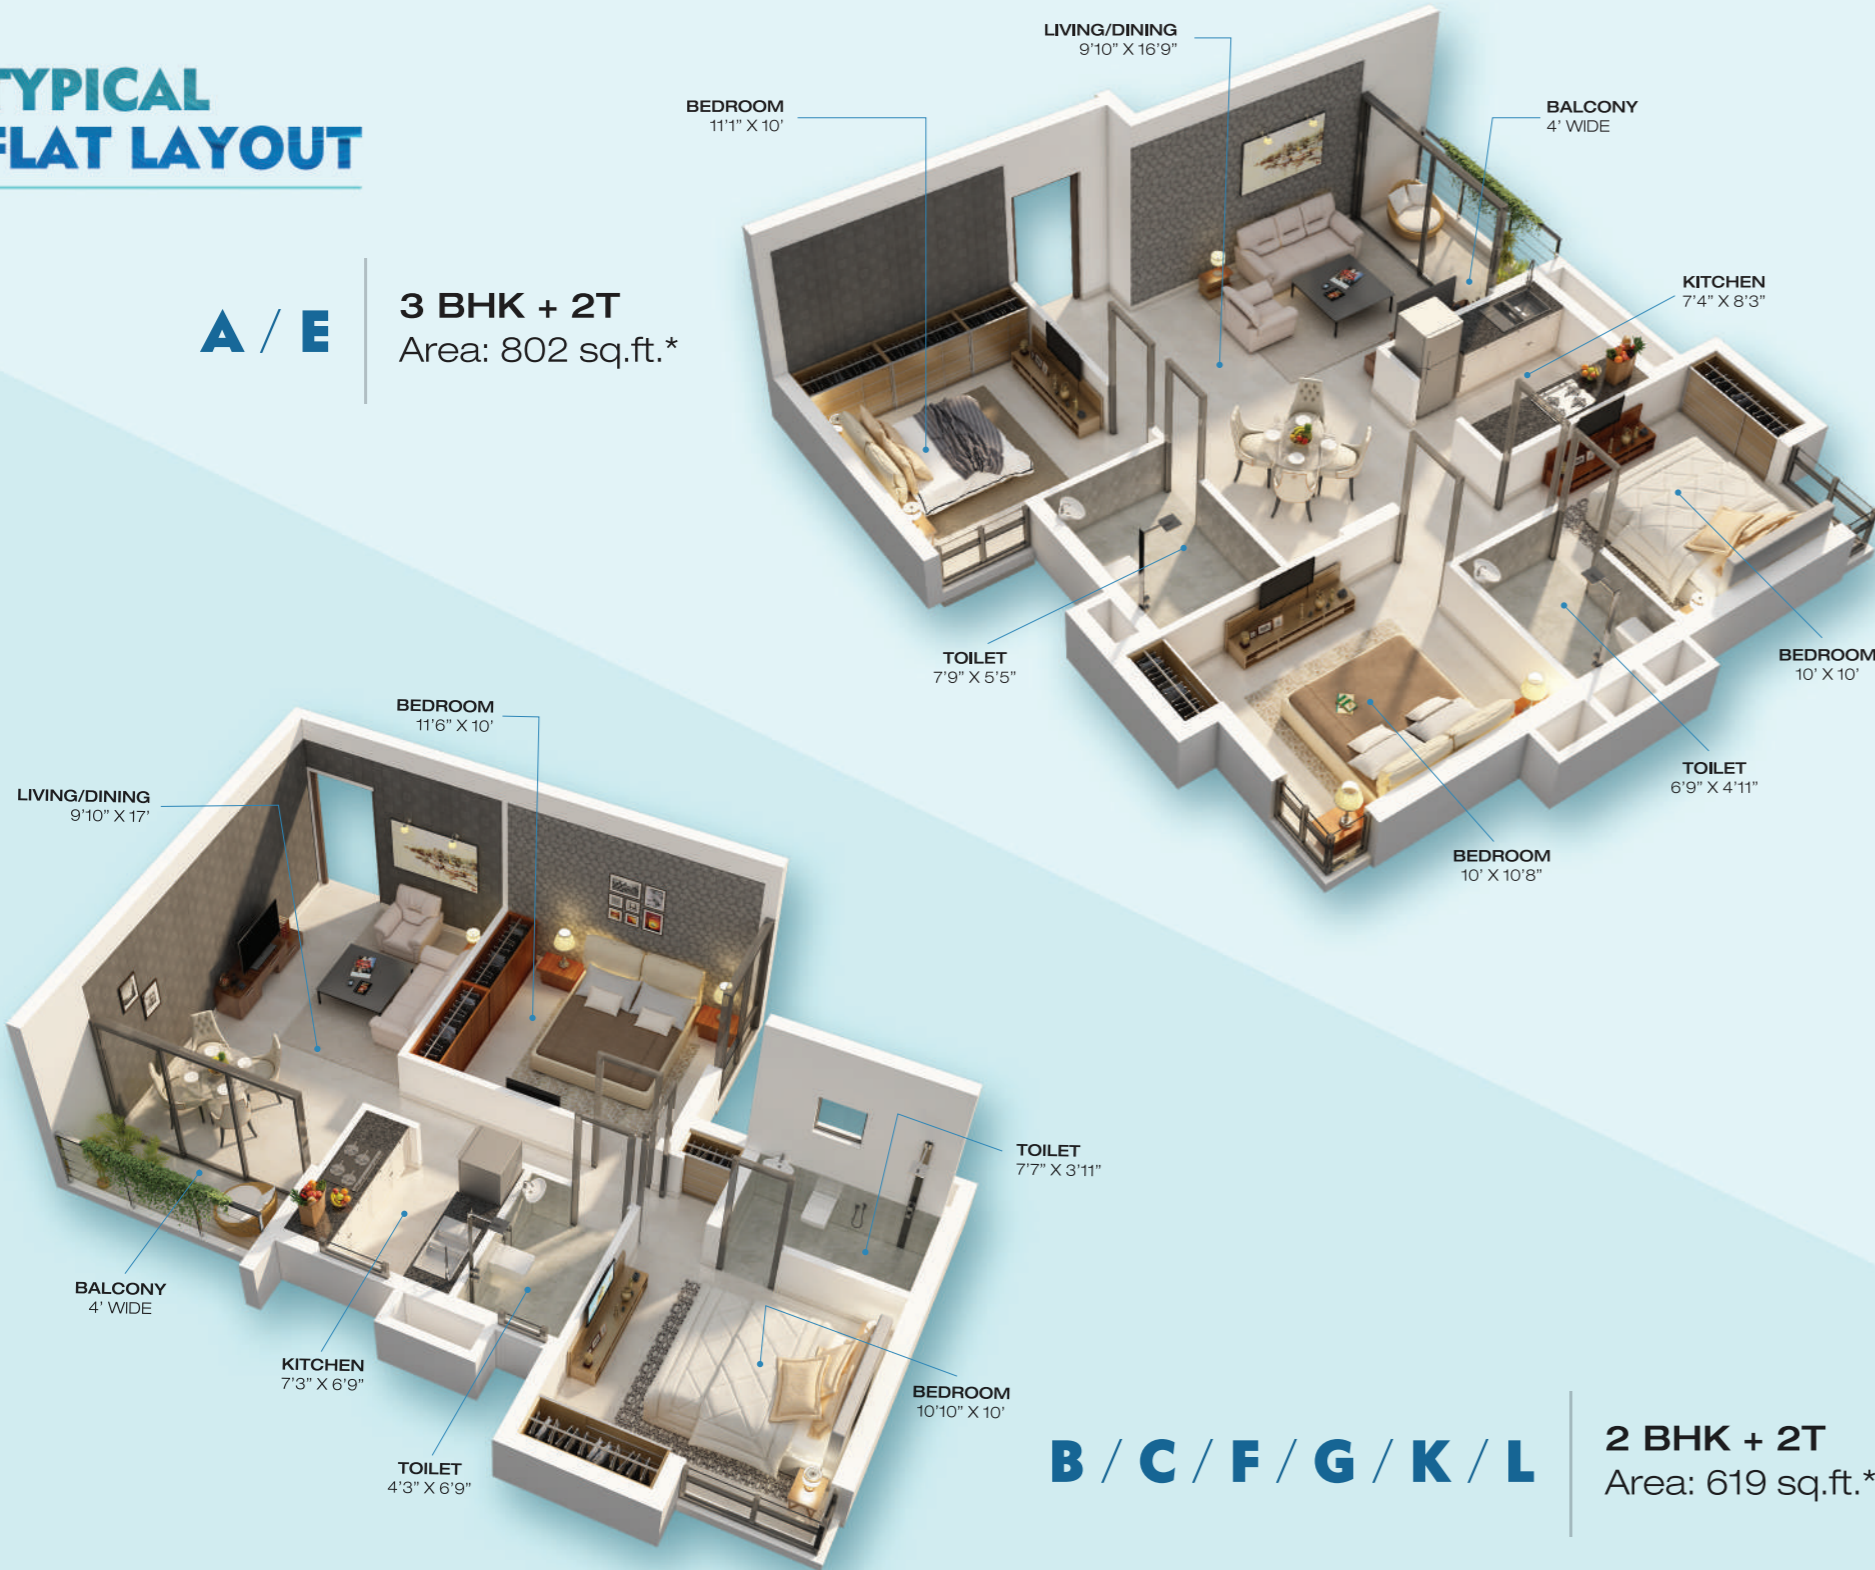 TYPICAL
FLAT LAYOUT
A / E
3 BHK + 2T
Area: 802 sq.ft.*
LIVING/DINING
9'10" X 16'9"
BEDROOM
11'1" X 10'
BALCONY
4' WIDE
KITCHEN
7'4" X 8'3"
TOILET
7'9" X 5'5"
BEDROOM
10' X 10'
TOILET
6'9" X 4'11"
BEDROOM
10' X 10'8"
BEDROOM
11'6" X 10'
LIVING/DINING
9'10" X 17'
TOILET
7'7" X 3'11"
BALCONY
4' WIDE
KITCHEN
7'3" X 6'9"
BEDROOM
10'10" X 10'
TOILET
4'3" X 6'9"
B / C / F / G / K / L
2 BHK + 2T
Area: 619 sq.ft.*